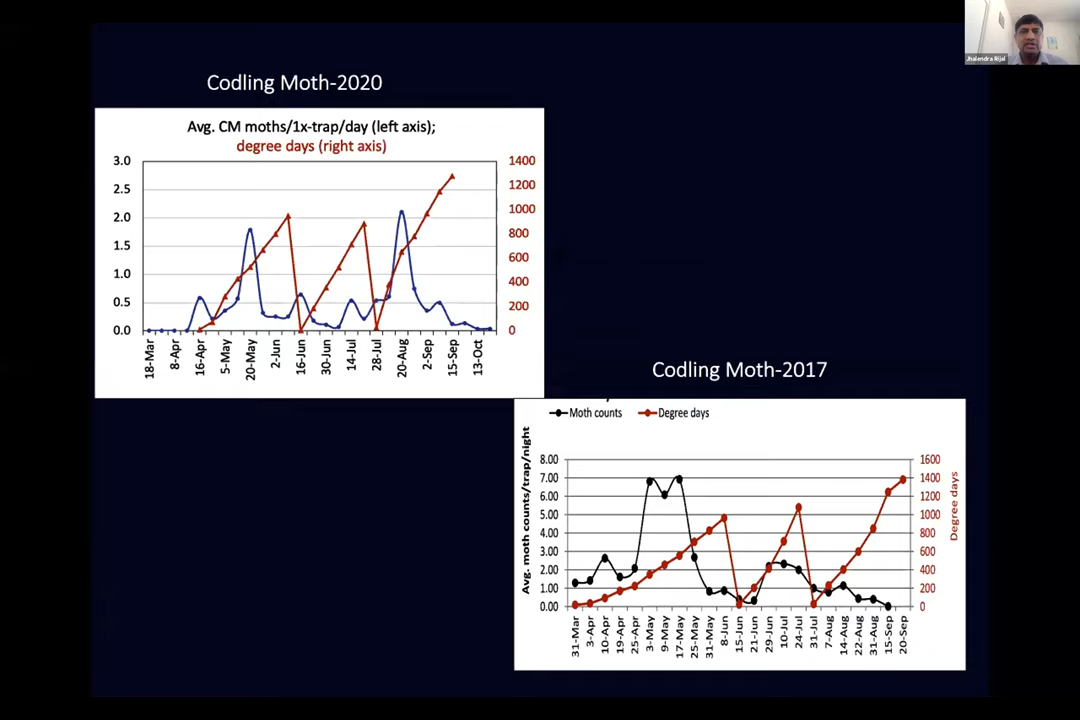 Jhalendra Rijal
Codling Moth-2020
Avg. CM moths/1x-trap/day (left axis);
degree days (right axis)
3.0
2.5
2.0
1.5
1.0
0.5
0.0
1400
1200
1000
800
600
400
200
0
18-Mar
8-Apr
16-Apr
5-May
20-May
2-Jun
16-Jun
30-Jun
14-Jul
28-Jul
20-Aug
2-Sep
15-Sep
13-Oct
Codling Moth-2017
Moth counts
Degree days
Avg. moth counts/trap/night
8.00
7.00
6.00
5.00
4.00
3.00
2.00
1.00
0.00
1600
1400
1200
1000
800
600
400
200
0
Degree days
31-Mar
3-Apr
10-Apr
19-Apr
25-Apr
3-May
9-May
17-May
25-May
31-May
8-Jun
15-Jun
21-Jun
29-Jun
10-Jul
24-Jul
31-Jul
7-Aug
14-Aug
22-Aug
31-Aug
15-Sep
20-Sep